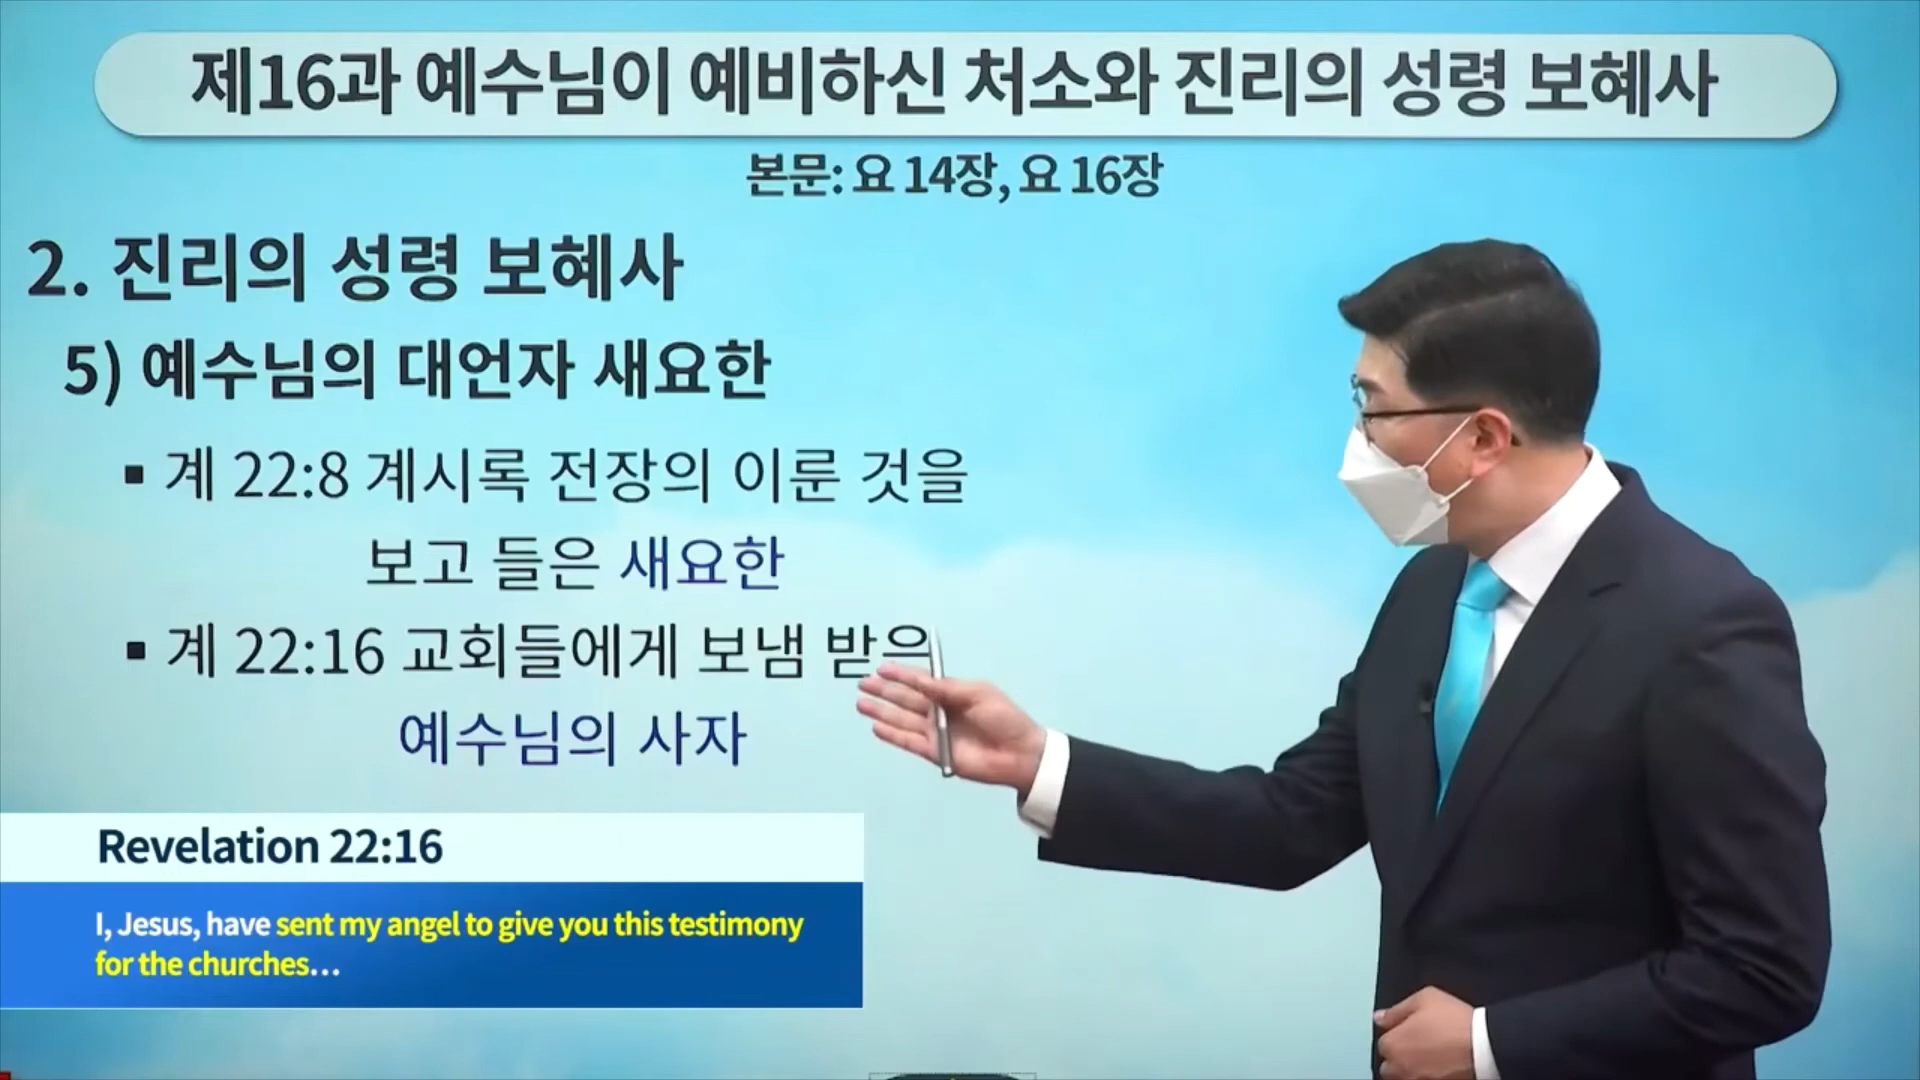 제16과 예수님이 예비하신 처소와 진리의 성령 보혜사
본문: 요 14장, 요 16장
2. 진리의 성령 보혜사
5) 예수님의 대언자 새요한
▪ 계 22:8 계시록 전장의 이룬 것을
보고 들은 새요한
▪ 계 22:16 교회들에게 보냄 받은
예수님의 사자
Revelation 22:16
I, Jesus, have sent my angel to give you this testimony
for the churches...